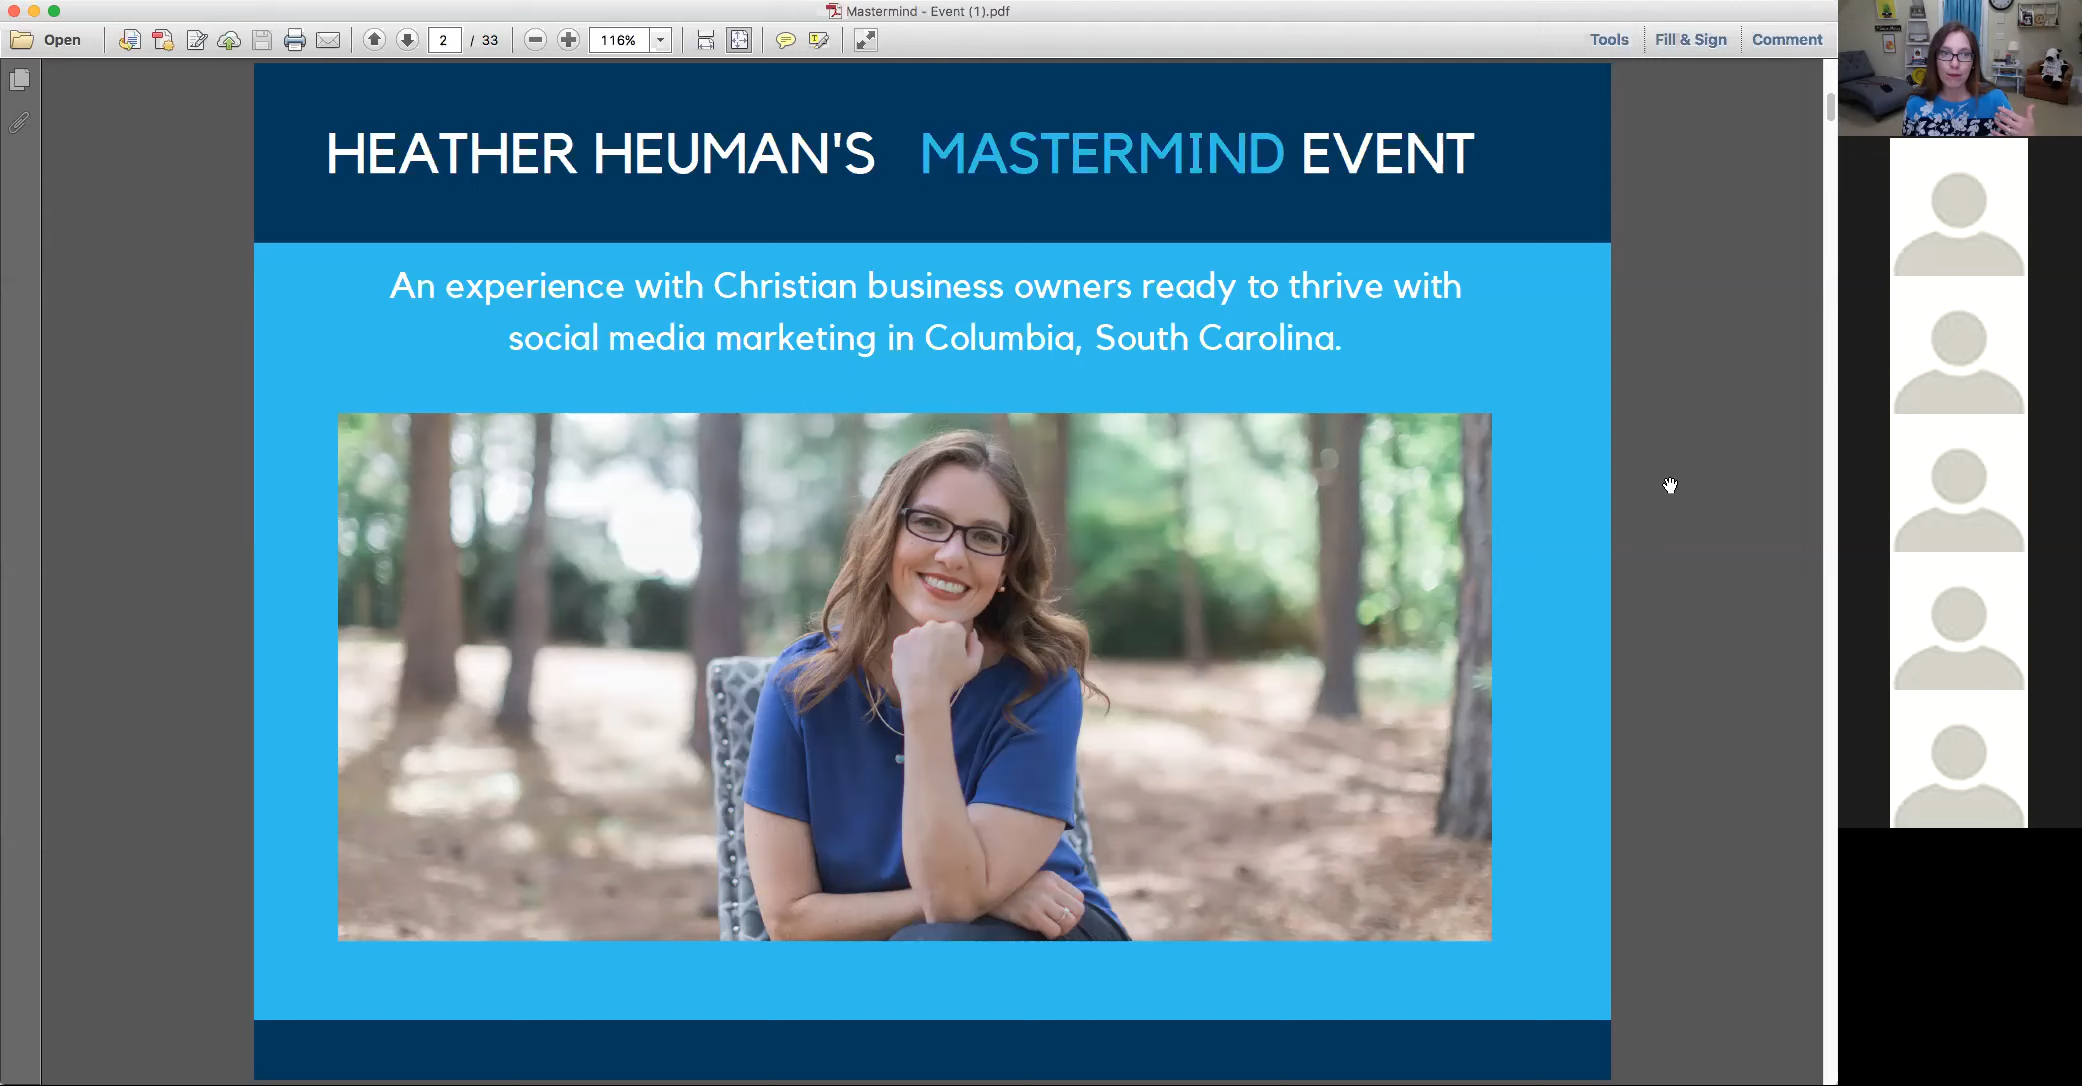 Mastermind - Event (1).pdf
Open
2 / 33
116%
Tools
Fill & Sign
Comment
HEATHER HEUMAN'S MASTERMIND EVENT
An experience with Christian business owners ready to thrive with
social media marketing in Columbia, South Carolina.